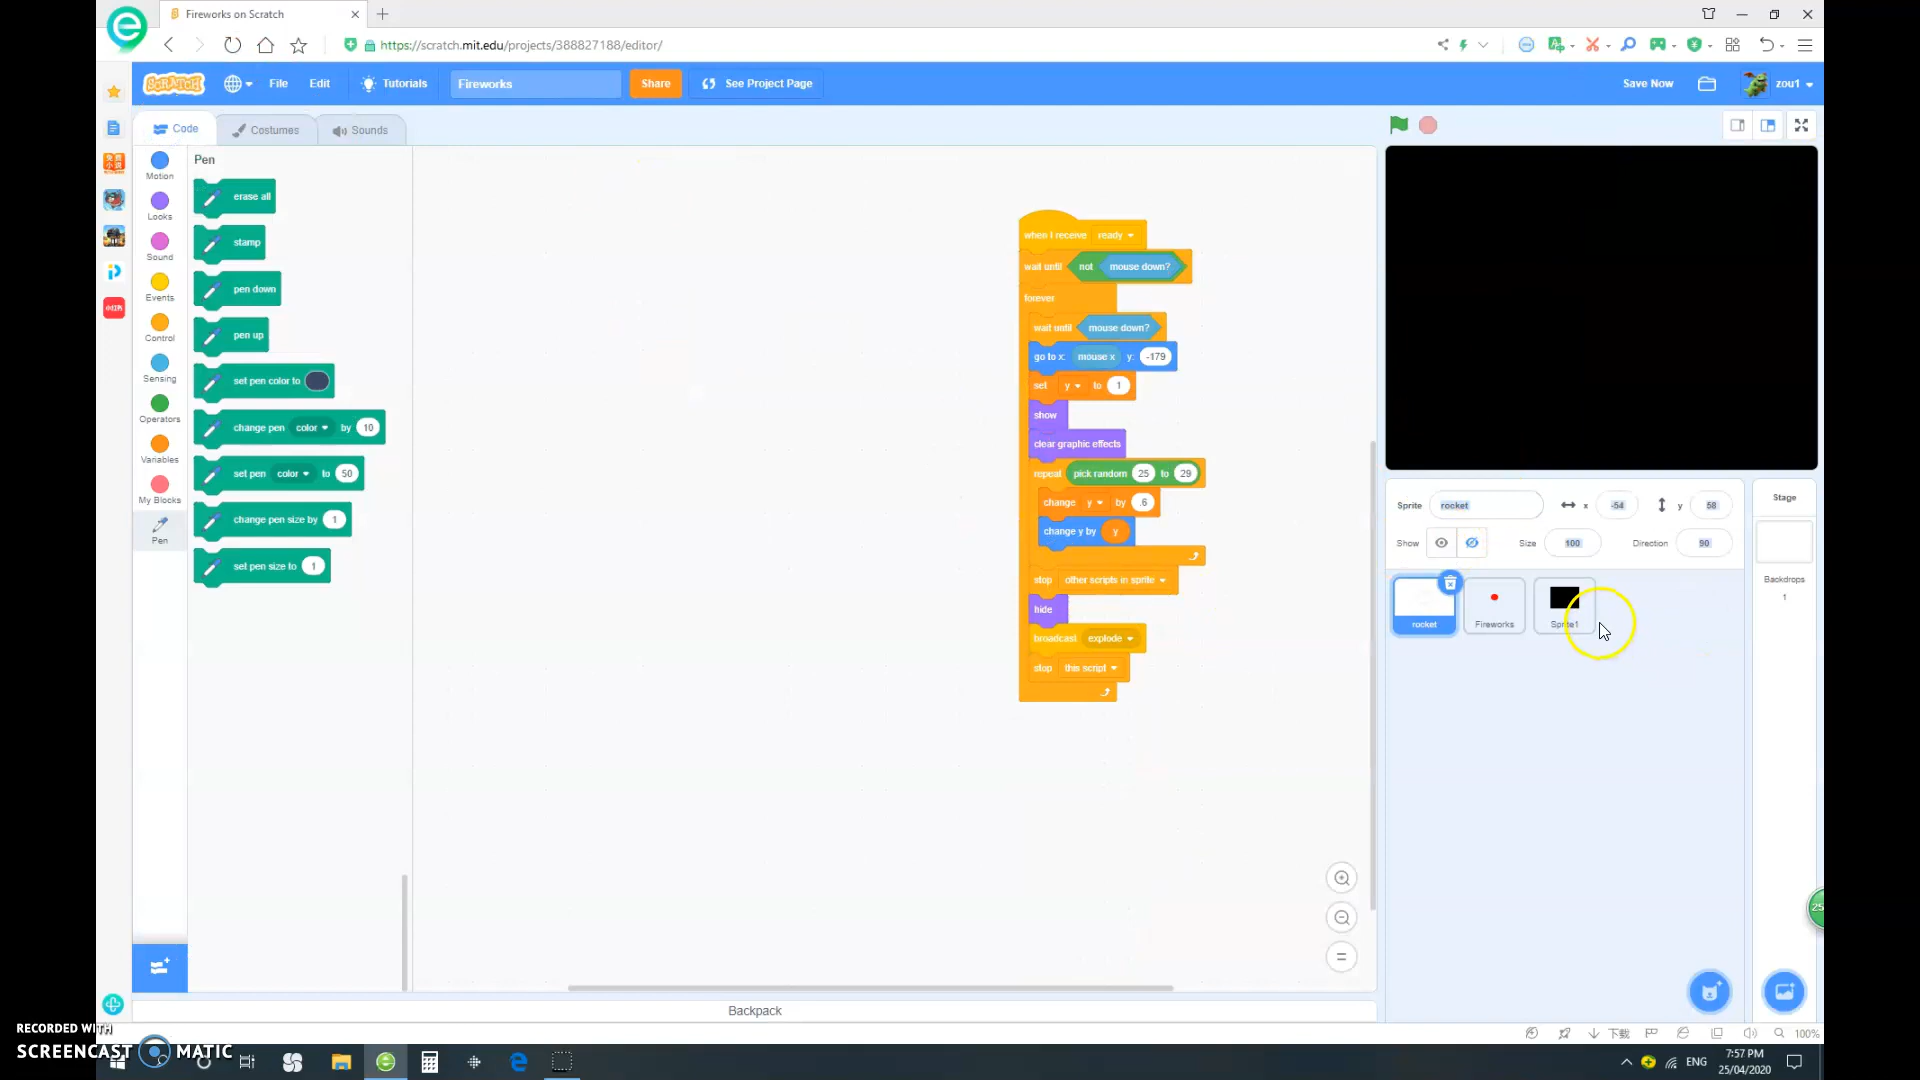 Fireworks on Scratch
https://scratch.mit.edu/projects/388827188/editor/
SCRATCH
File
Edit
Tutorials
Fireworks
Share
See Project Page
Save Now
zou1
Code
Costumes
Sounds
Motion
Looks
Sound
Events
Control
Sensing
Operators
Variables
My Blocks
Pen
Pen
erase all
stamp
pen down
pen up
set pen color to
change pen color by 10
set pen color to 50
change pen size by 1
set pen size to 1
when I receive ready
wait until not mouse down?
forever
wait until mouse down?
go to x: mouse x y: -179
set y to 1
show
clear graphic effects
repeat pick random 25 to 29
change y by .6
change y by y
stop other scripts in sprite
hide
broadcast explode
stop this script
Sprite rocket x -54 y 58
Show Size 100 Direction 90
rocket
Fireworks
Sprite1
Stage
Backdrops
1
25
Backpack
下载
100%
RECORDED WITH
SCREENCAST MATIC
ENG
7:57 PM
25/04/2020